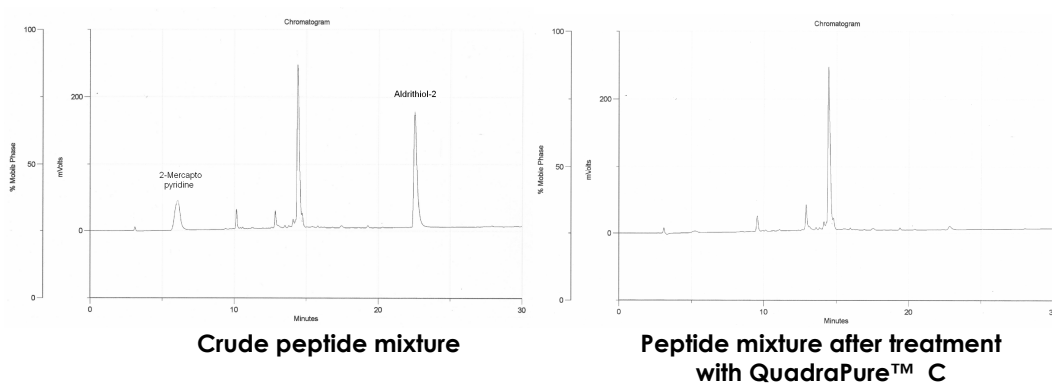 Chromatogram
100
50
0
% Mobile Phase
200
0
mVolts
2-Mercapto
pyridine
Aldrithiol-2
0
10
20
30
Minutes
Crude peptide mixture
Chromatogram
100
50
0
% Mobile Phase
200
0
mVolts
0
10
20
Minutes
Peptide mixture after treatment
with QuadraPure™ C